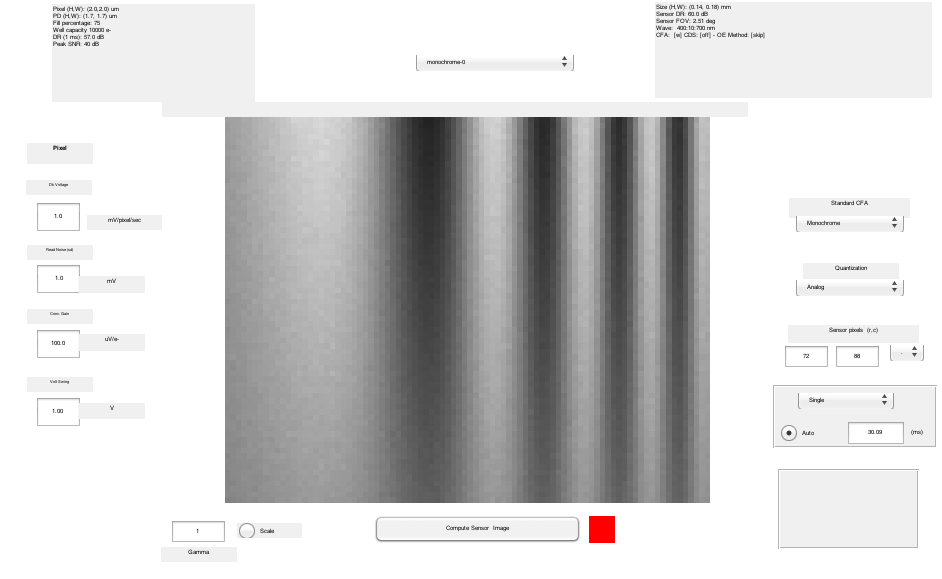 Pixel (H,W): (2.0,2.0) um
PD (H,W): (1.7, 1.7) um
Fill percentage: 75
Well capacity 10000 e-
DR (1 ms): 57.0 dB
Peak SNR: 40 dB
monochrome-0
Size (H,W): (0.14, 0.18) mm
Sensor DR: 60.0 dB
Sensor FOV: 2.51 deg
Wave: 400:10:700 nm
CFA: [w] CDS: [off] - OE Method: [skip]
Pixel
Dk Voltage
1.0
mV/pixel/sec
Read Noise (sd)
1.0
mV
Conv. Gain
100.0
uV/e-
Volt Swing
1.00
V
Standard CFA
Monochrome
Quantization
Analog
Sensor pixels (r,c)
72
88
-
Single
Auto
30.09
(ms)
1
Scale
Compute Sensor Image
Gamma